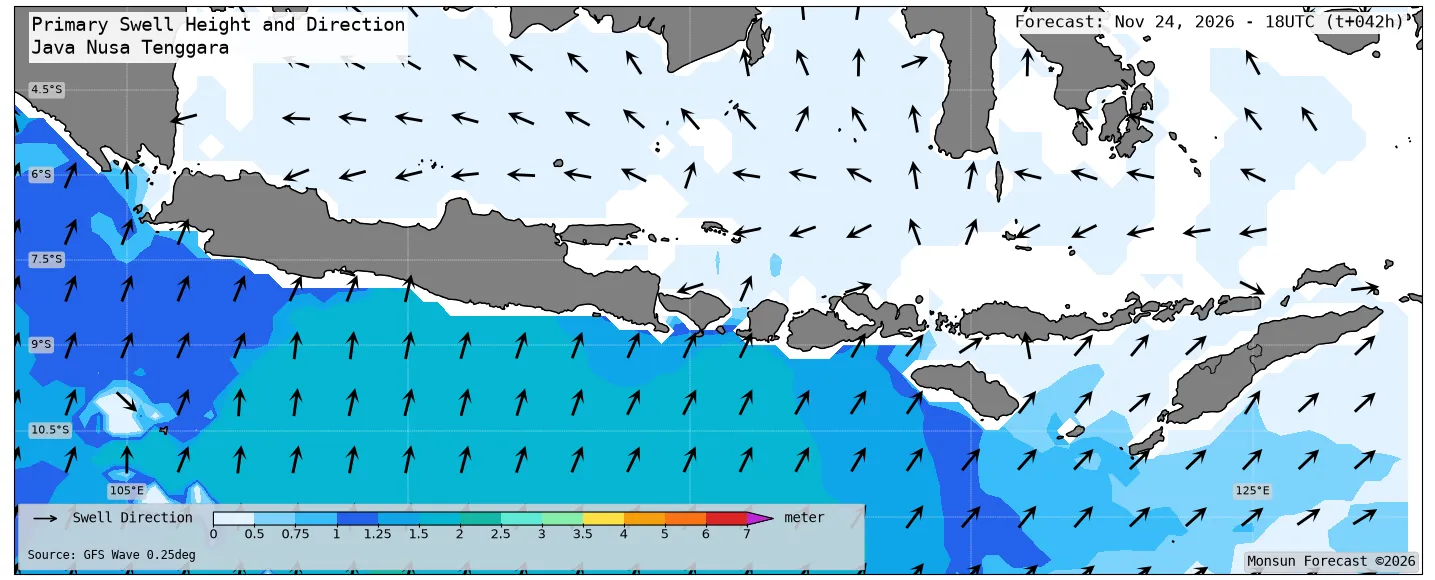 Primary Swell Height and Direction
Java Nusa Tenggara
Forecast: Nov 24, 2026 - 18UTC (t+042h)
4.5°S
6°S
7.5°S
9°S
10.5°S
105°E
125°E
Swell Direction
0 0.5 0.75 1 1.25 1.5 2 2.5 3 3.5 4 5 6 7
meter
Source: GFS Wave 0.25deg
Monsun Forecast ©2026